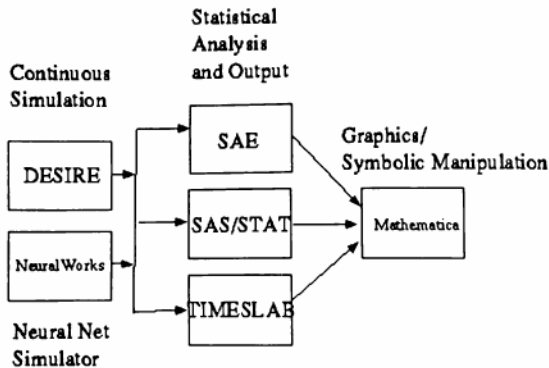 Statistical
Analysis
and Output
Continuous
Simulation
SAE
Graphics/
Symbolic Manipulation
DESIRE
SAS/STAT
Mathematica
NeuralWorks
TIMESLAB
Neural Net
Simulator